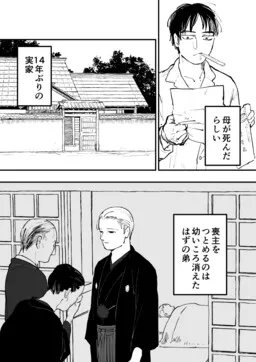 母が死んだ
らしい
14年ぶりの
実家
喪主を
つとめるのは
幼いころ消えた
はずの弟